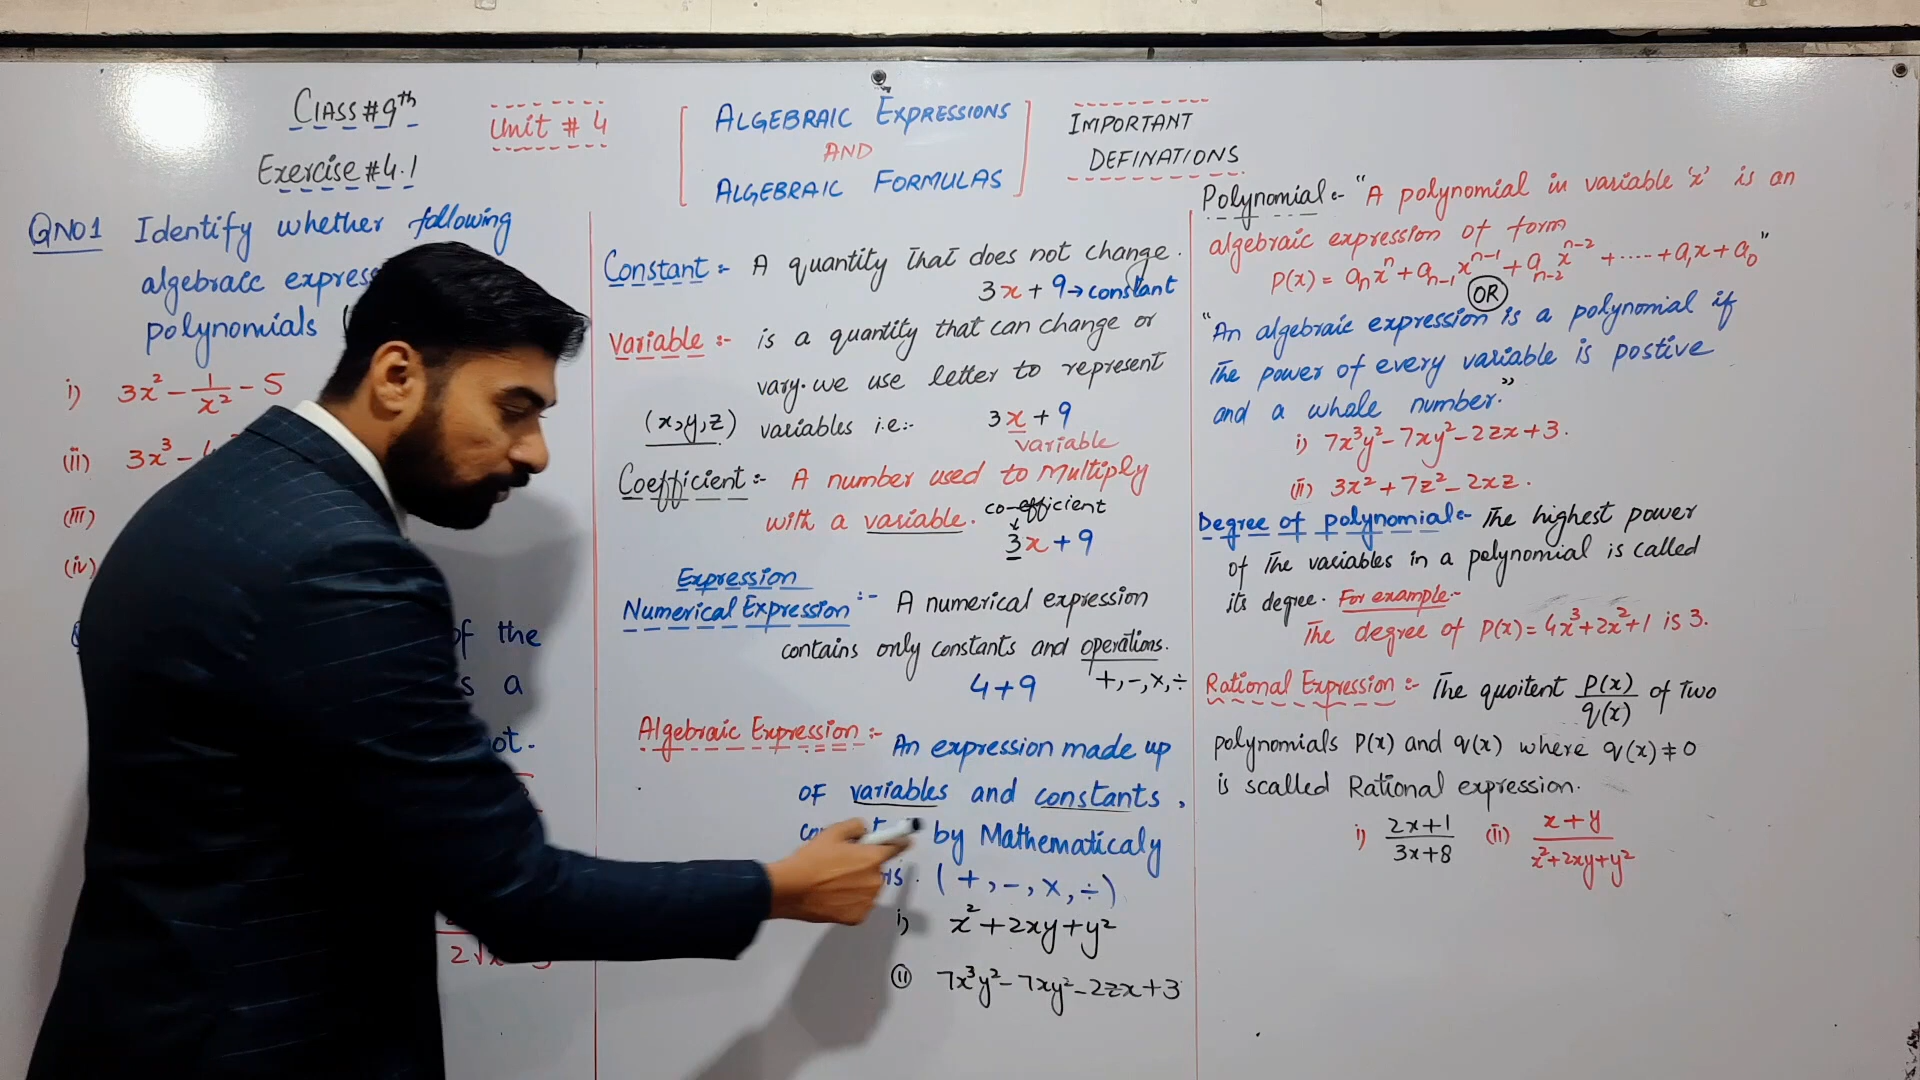 CLASS # 9th
Exercise # 4.1
Unit # 4
ALGEBRAIC EXPRESSIONS
AND
ALGEBRAIC FORMULAS
IMPORTANT
DEFINATIONS
QNO1 Identify whether following
algebraic
polynomials
i) 3x² - 1/x² - 5
(ii) 3x³ -
(iii)
(iv)
of the
a
Constant :- A quantity that does not change.
3x + 9 → constant
Variable :- is a quantity that can change or
vary. we use letter to represent
(x,y,z) variables i.e:- 3x + 9
variable
Coefficient :- A number used to Multiply
with a variable. co-efficient
3x + 9
Expression
Numerical Expression :- A numerical expression
contains only constants and operations.
4+9 +, -, ×, ÷
Algebraic Expression :- An expression made up
of variables and constants,
by Mathematicaly
(+, -, ×, ÷)
i) x² + 2xy + y²
(ii) 7x³y² - 7xy² - 2zx + 3
Polynomial :- "A polynomial in variable 'x' is an
algebraic expression of form
P(x) = aₙxⁿ + aₙ₋₁xⁿ⁻¹ + aₙ₋₂xⁿ⁻² + ..... + a₁x + a₀"
OR
"An algebraic expression is a polynomial if
the power of every variable is postive
and a whole number."
i) 7x³y² - 7xy² - 2zx + 3.
(ii) 3x² + 7z² - 2xz.
Degree of polynomial :- The highest power
of the variables in a polynomial is called
its degree. For example:-
The degree of P(x) = 4x³ + 2x² + 1 is 3.
Rational Expression :- The quoitent P(x)/q(x) of two
polynomials P(x) and q(x) where q(x) ≠ 0
is scalled Rational expression.
i) 2x+1/3x+8 (ii) x+y/x²+2xy+y²